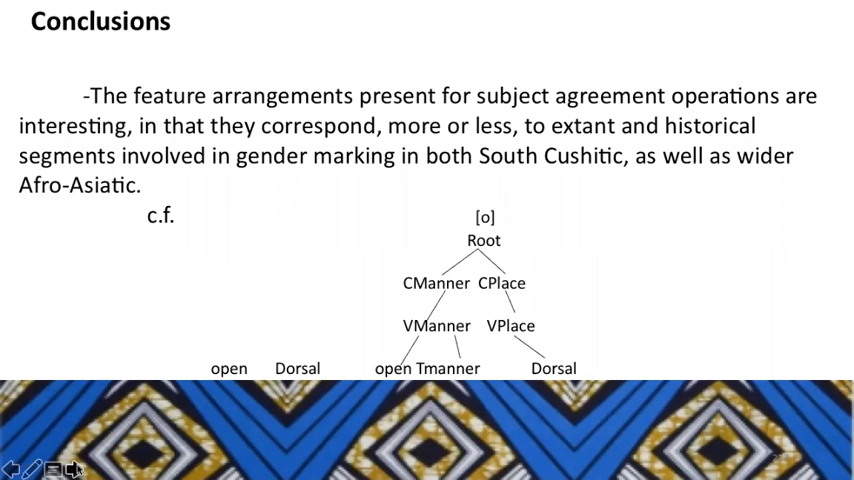 Conclusions
-The feature arrangements present for subject agreement operations are
interesting, in that they correspond, more or less, to extant and historical
segments involved in gender marking in both South Cushitic, as well as wider
Afro-Asiatic.
c.f. [o]
Root
CManner CPlace
VManner VPlace
open Dorsal open Tmanner Dorsal